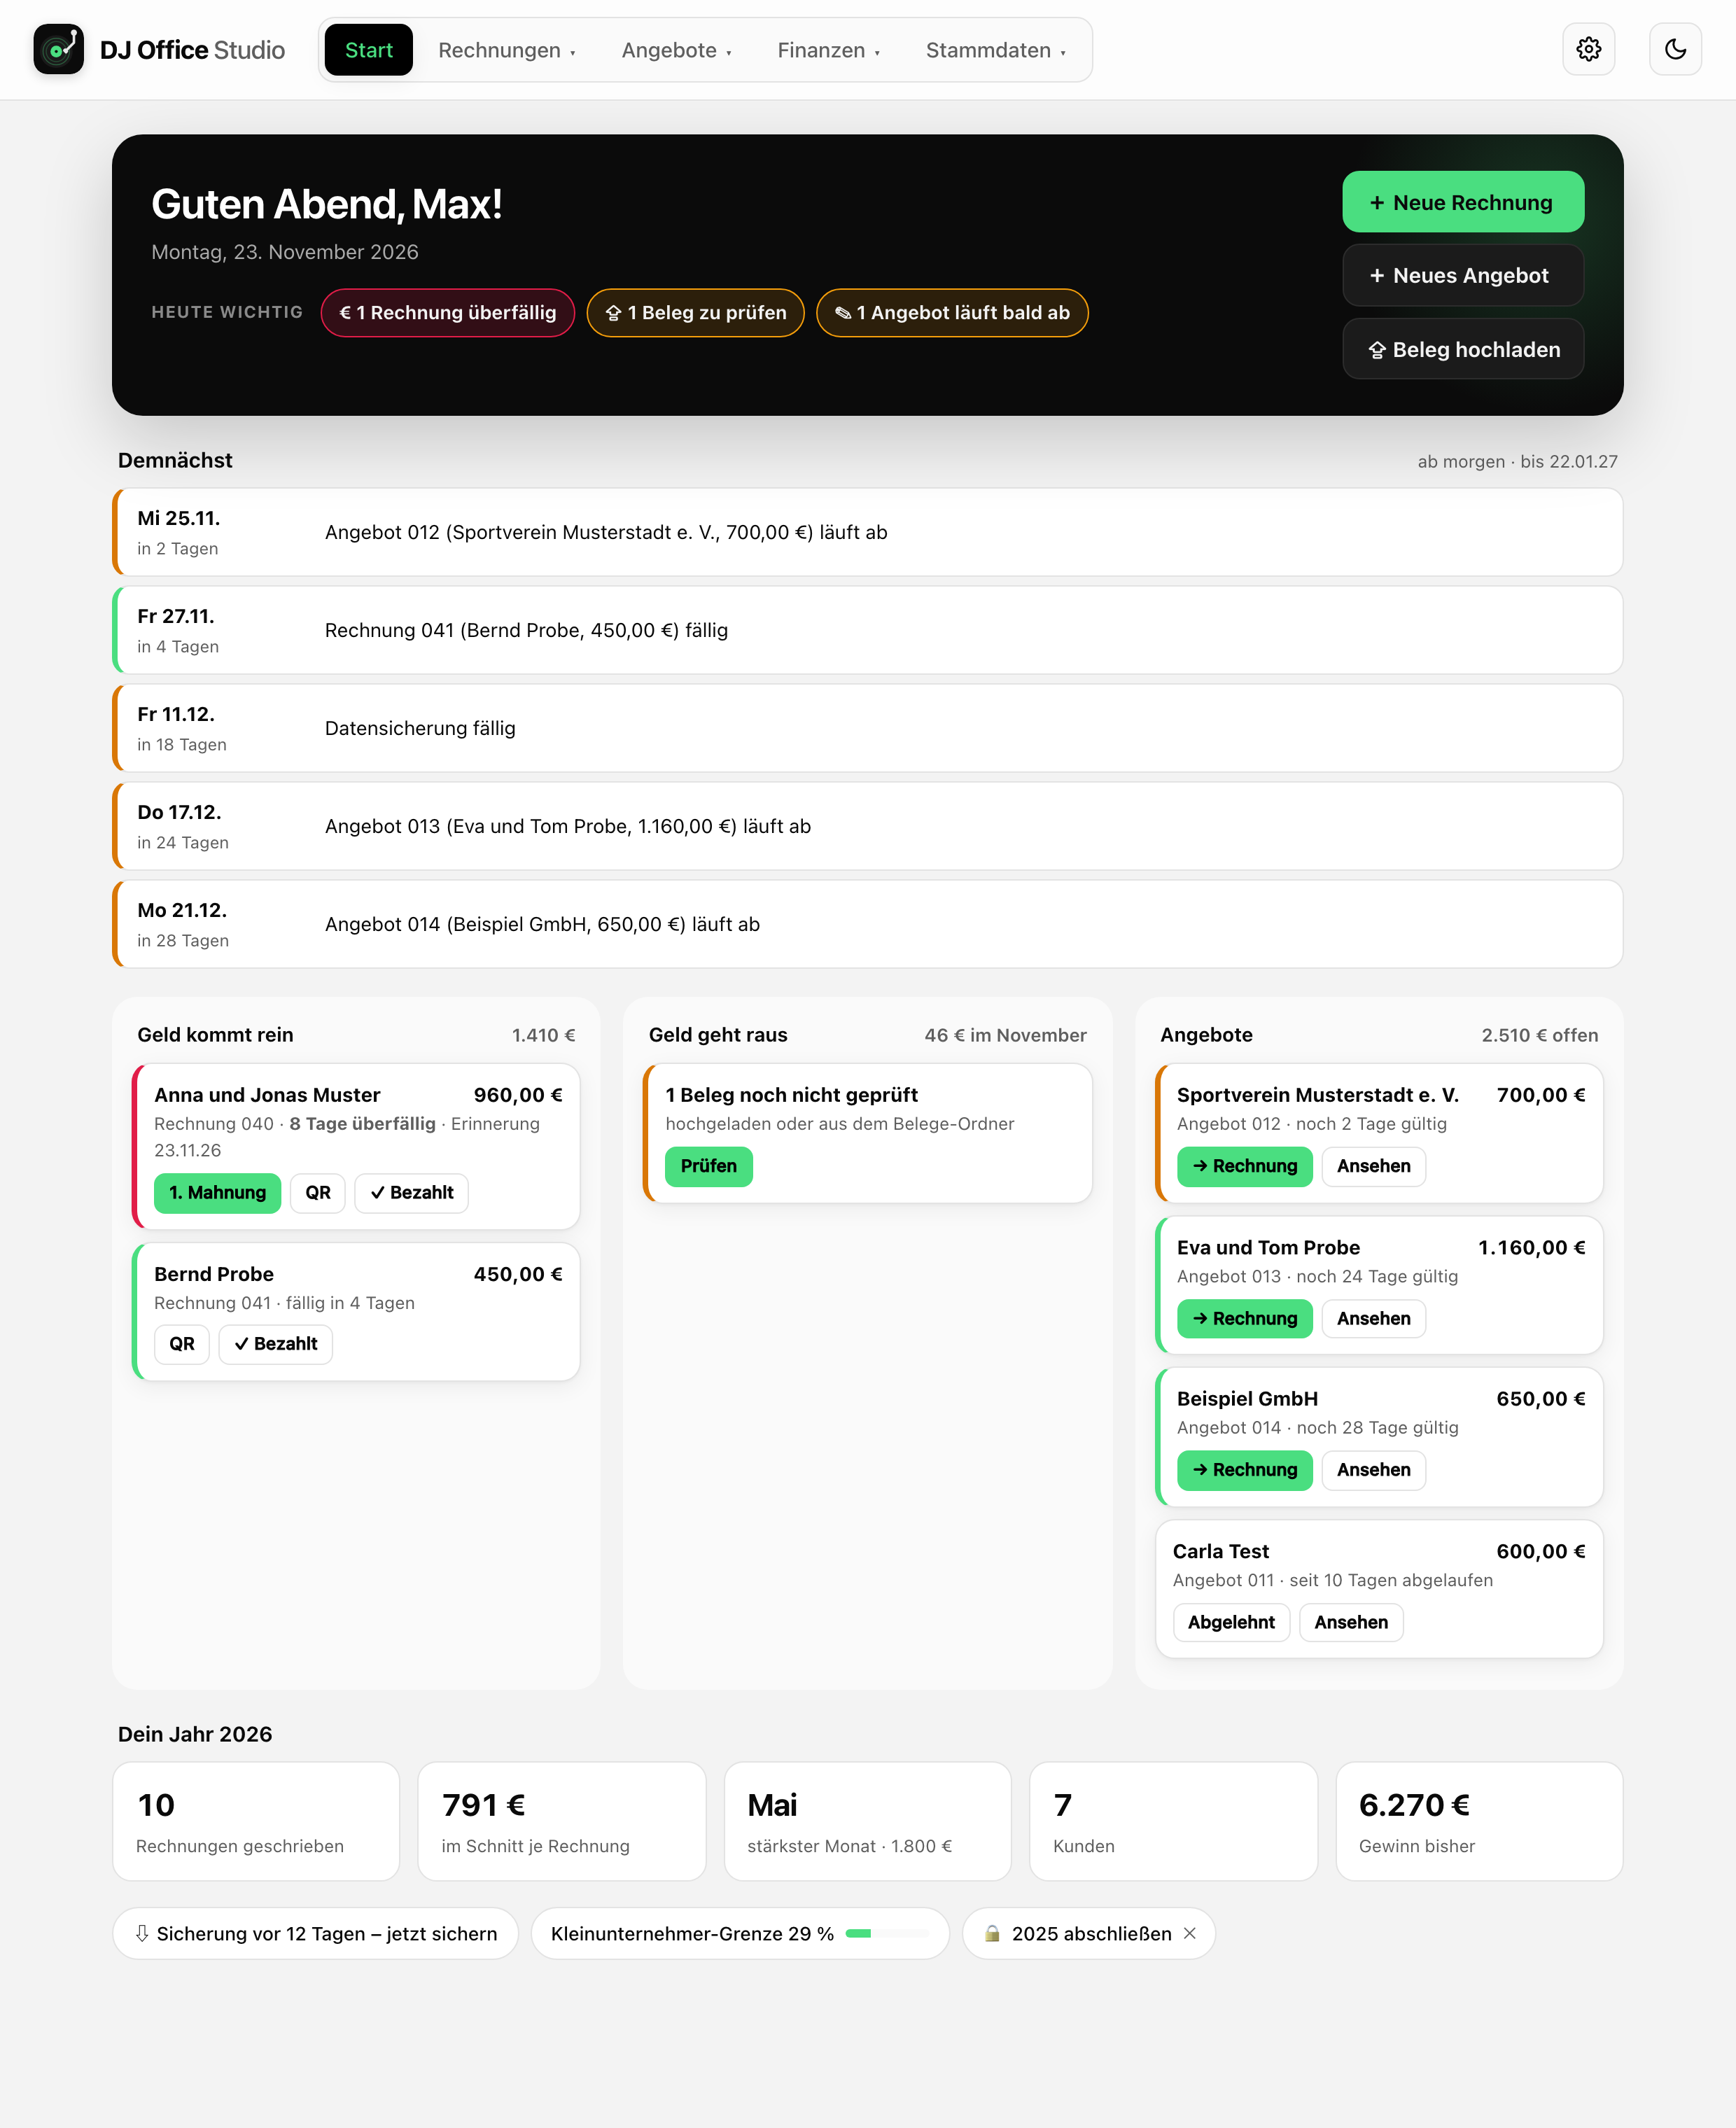 DJ Office Studio
Start
Rechnungen ▾
Angebote ▾
Finanzen ▾
Stammdaten ▾
Guten Abend, Max!
Montag, 23. November 2026
HEUTE WICHTIG
€ 1 Rechnung überfällig
1 Beleg zu prüfen
✎ 1 Angebot läuft bald ab
+ Neue Rechnung
+ Neues Angebot
Beleg hochladen
Demnächst
ab morgen · bis 22.01.27
Mi 25.11.
in 2 Tagen
Angebot 012 (Sportverein Musterstadt e. V., 700,00 €) läuft ab
Fr 27.11.
in 4 Tagen
Rechnung 041 (Bernd Probe, 450,00 €) fällig
Fr 11.12.
in 18 Tagen
Datensicherung fällig
Do 17.12.
in 24 Tagen
Angebot 013 (Eva und Tom Probe, 1.160,00 €) läuft ab
Mo 21.12.
in 28 Tagen
Angebot 014 (Beispiel GmbH, 650,00 €) läuft ab
Geld kommt rein
1.410 €
Anna und Jonas Muster
960,00 €
Rechnung 040 · 8 Tage überfällig · Erinnerung
23.11.26
1. Mahnung
QR
✓ Bezahlt
Bernd Probe
450,00 €
Rechnung 041 · fällig in 4 Tagen
QR
✓ Bezahlt
Geld geht raus
46 € im November
1 Beleg noch nicht geprüft
hochgeladen oder aus dem Belege-Ordner
Prüfen
Angebote
2.510 € offen
Sportverein Musterstadt e. V.
700,00 €
Angebot 012 · noch 2 Tage gültig
→ Rechnung
Ansehen
Eva und Tom Probe
1.160,00 €
Angebot 013 · noch 24 Tage gültig
→ Rechnung
Ansehen
Beispiel GmbH
650,00 €
Angebot 014 · noch 28 Tage gültig
→ Rechnung
Ansehen
Carla Test
600,00 €
Angebot 011 · seit 10 Tagen abgelaufen
Abgelehnt
Ansehen
Dein Jahr 2026
10
Rechnungen geschrieben
791 €
im Schnitt je Rechnung
Mai
stärkster Monat · 1.800 €
7
Kunden
6.270 €
Gewinn bisher
Sicherung vor 12 Tagen – jetzt sichern
Kleinunternehmer-Grenze 29 %
2025 abschließen ×